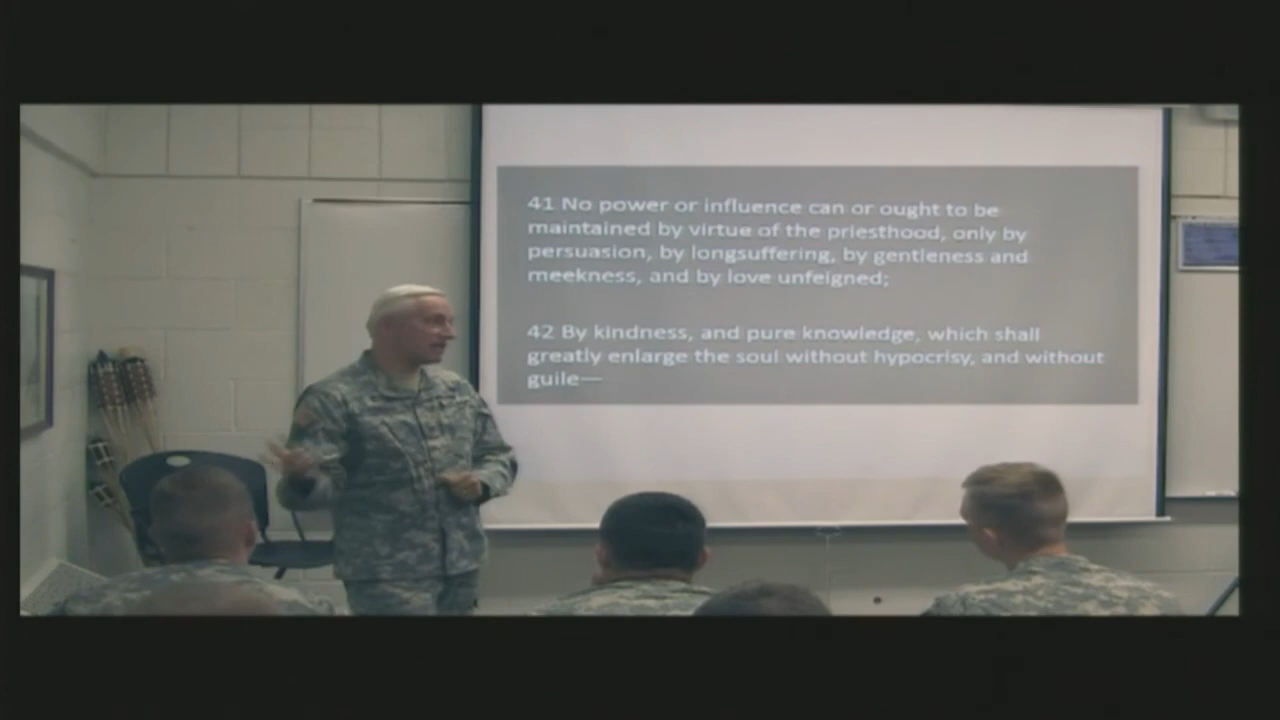 41 No power or influence can or ought to be
maintained by virtue of the priesthood, only by
persuasion, by longsuffering, by gentleness and
meekness, and by love unfeigned;
42 By kindness, and pure knowledge, which shall
greatly enlarge the soul without hypocrisy, and without
guile—